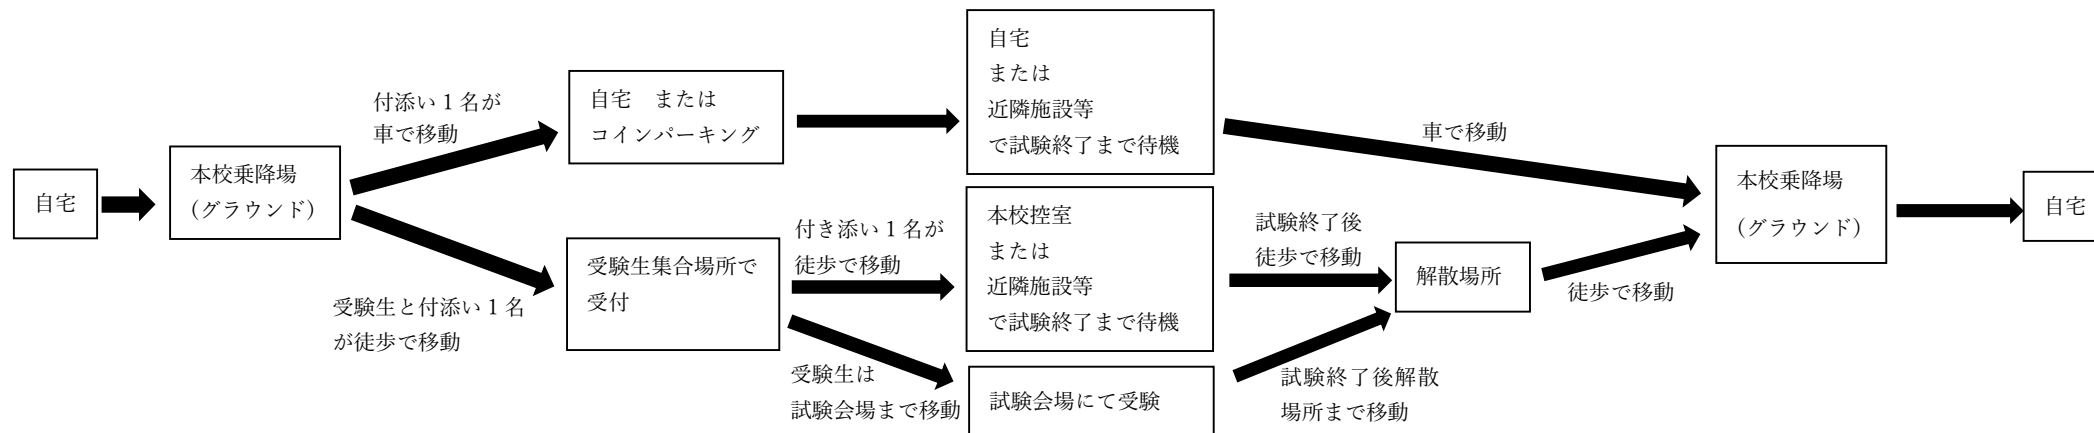 自宅
本校乗降場
（グラウンド）
付添い１名が
車で移動
受験生と付添い１名
が徒歩で移動
自宅　または
コインパーキング
受験生集合場所で
受付
付き添い１名が
徒歩で移動
受験生は
試験会場まで移動
自宅
または
近隣施設等
で試験終了まで待機
本校控室
または
近隣施設等
で試験終了まで待機
試験会場にて受験
車で移動
試験終了後
徒歩で移動
試験終了後解散
場所まで移動
解散場所
徒歩で移動
本校乗降場
（グラウンド）
自宅